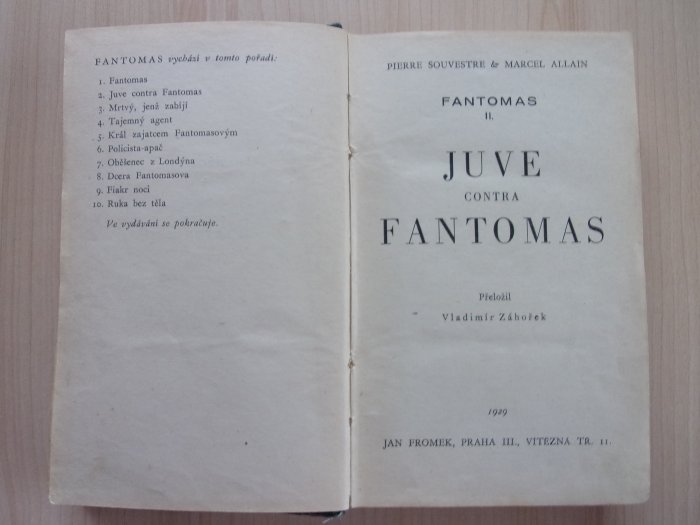 FANTOMAS vychází v tomto pořadí:
1. Fantomas
2. Juve contra Fantomas
3. Mrtvý, jenž zabíjí
4. Tajemný agent
5. Král zajatcem Fantomasovým
6. Policista-apač
7. Oběšenec z Londýna
8. Dcera Fantomasova
9. Fiakr noci
10. Ruka bez těla
Ve vydávání se pokračuje.
PIERRE SOUVESTRE & MARCEL ALLAIN
FANTOMAS
II.
JUVE
CONTRA
FANTOMAS
Přeložil
Vladimír Záhořek
1929
JAN FROMEK, PRAHA III., VÍTĚZNÁ TŘ. 11.